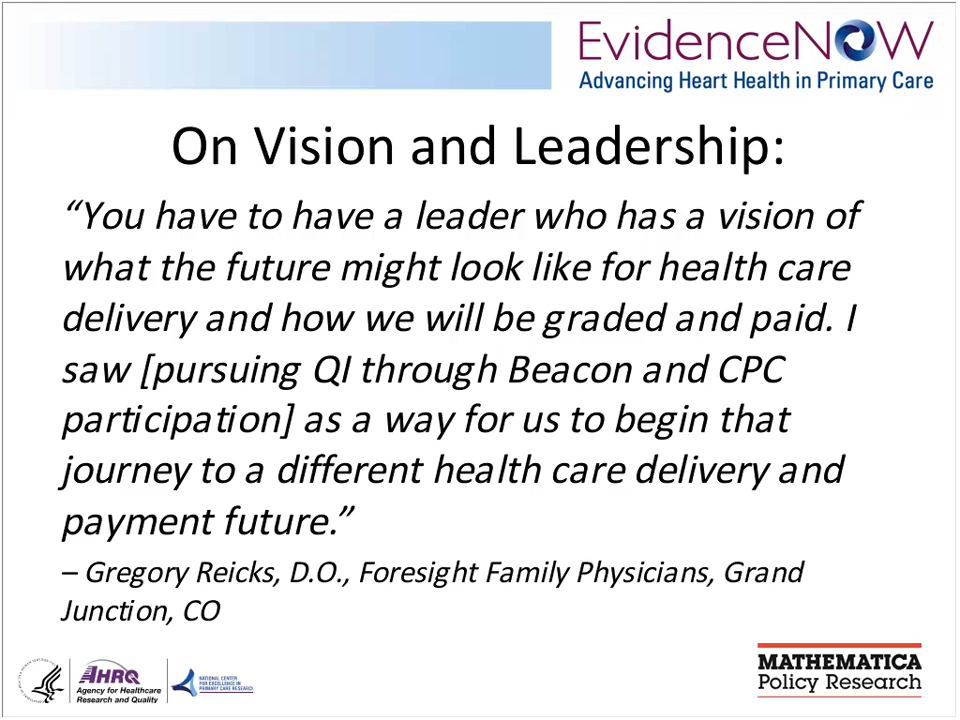 EvidenceNOW
Advancing Heart Health in Primary Care
On Vision and Leadership:
“You have to have a leader who has a vision of
what the future might look like for health care
delivery and how we will be graded and paid. I
saw [pursuing QI through Beacon and CPC
participation] as a way for us to begin that
journey to a different health care delivery and
payment future.”
– Gregory Reicks, D.O., Foresight Family Physicians, Grand
Junction, CO
AHRQ
Agency for Healthcare
Research and Quality
NATIONAL CENTER
FOR EXCELLENCE IN
PRIMARY CARE RESEARCH
MATHEMATICA
Policy Research